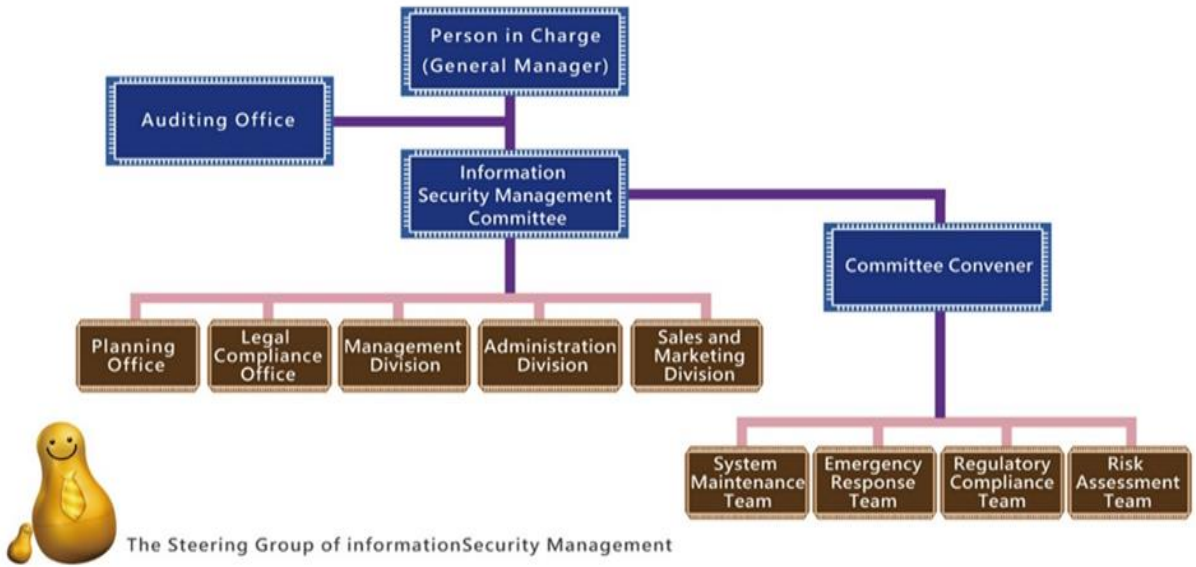 Person in Charge
(General Manager)
Auditing Office
Information
Security Management
Committee
Committee Convener
Planning
Office
Legal
Compliance
Office
Management
Division
Administration
Division
Sales and
Marketing
Division
System
Maintenance
Team
Emergency
Response
Team
Regulatory
Compliance
Team
Risk
Assessment
Team
The Steering Group of informationSecurity Management